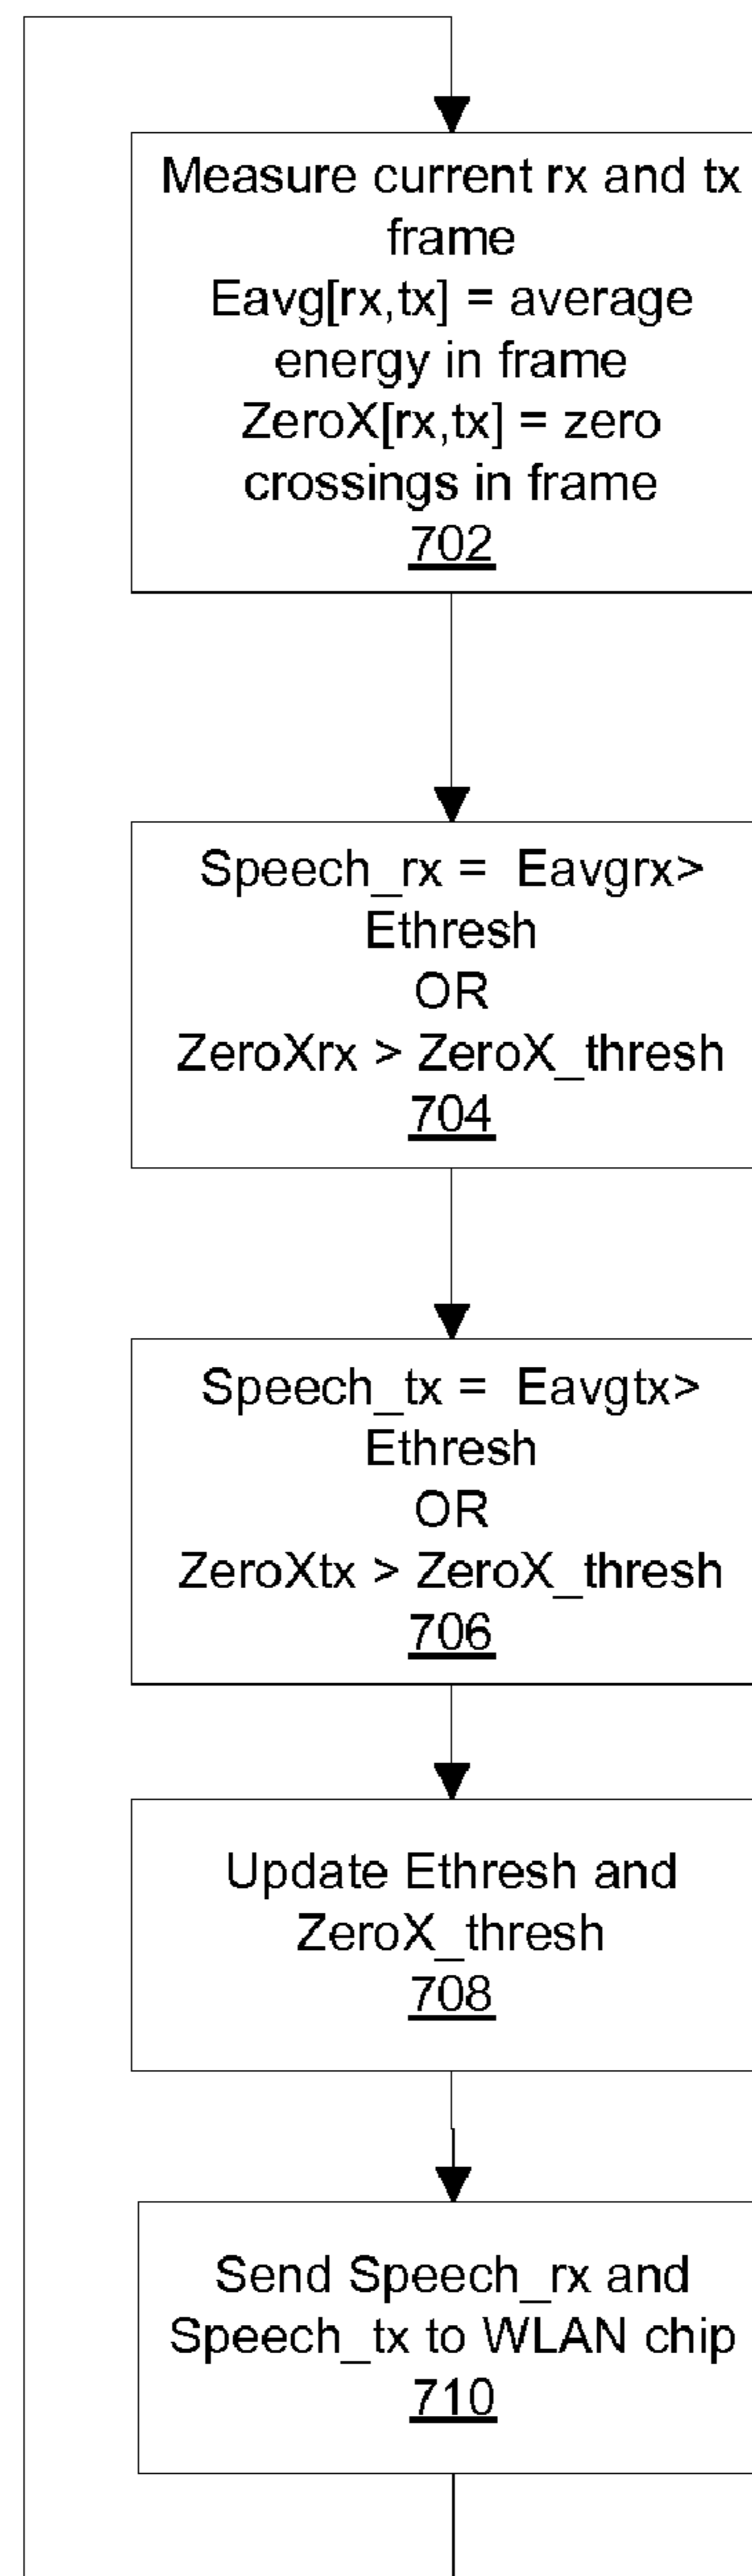 Measure current rx and tx
frame
Eavg[rx,tx] = average
energy in frame
ZeroX[rx,tx] = zero
crossings in frame
702
Speech_rx = Eavgrx>
Ethresh
OR
ZeroXrx > ZeroX_thresh
704
Speech_tx = Eavgtx>
Ethresh
OR
ZeroXtx > ZeroX_thresh
706
Update Ethresh and
ZeroX_thresh
708
Send Speech_rx and
Speech_tx to WLAN chip
710